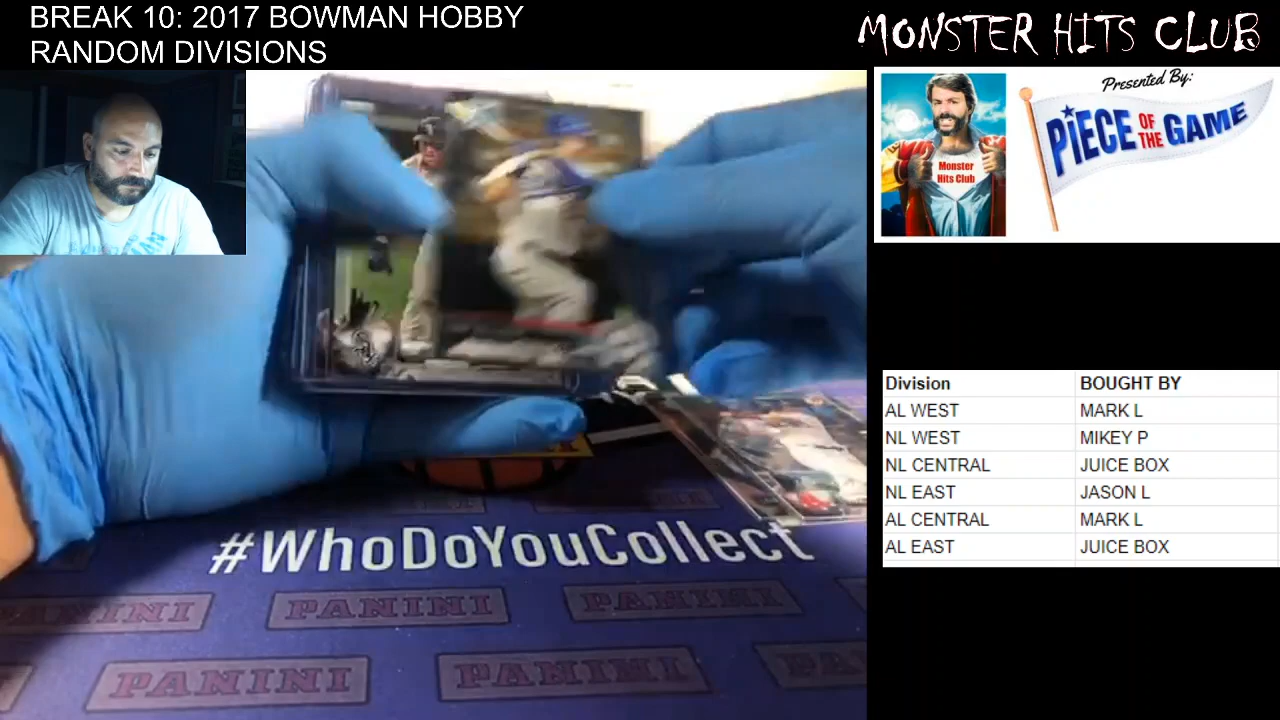 BREAK 10: 2017 BOWMAN HOBBY
RANDOM DIVISIONS
MONSTER HITS CLUB
Presented By:
PIECE OF THE GAME
Monster
Hits Club
Division BOUGHT BY
AL WEST MARK L
NL WEST MIKEY P
NL CENTRAL JUICE BOX
NL EAST JASON L
AL CENTRAL MARK L
AL EAST JUICE BOX
#WhoDoYouCollect
PANINI PANINI PANINI
PANINI PANINI PANINI